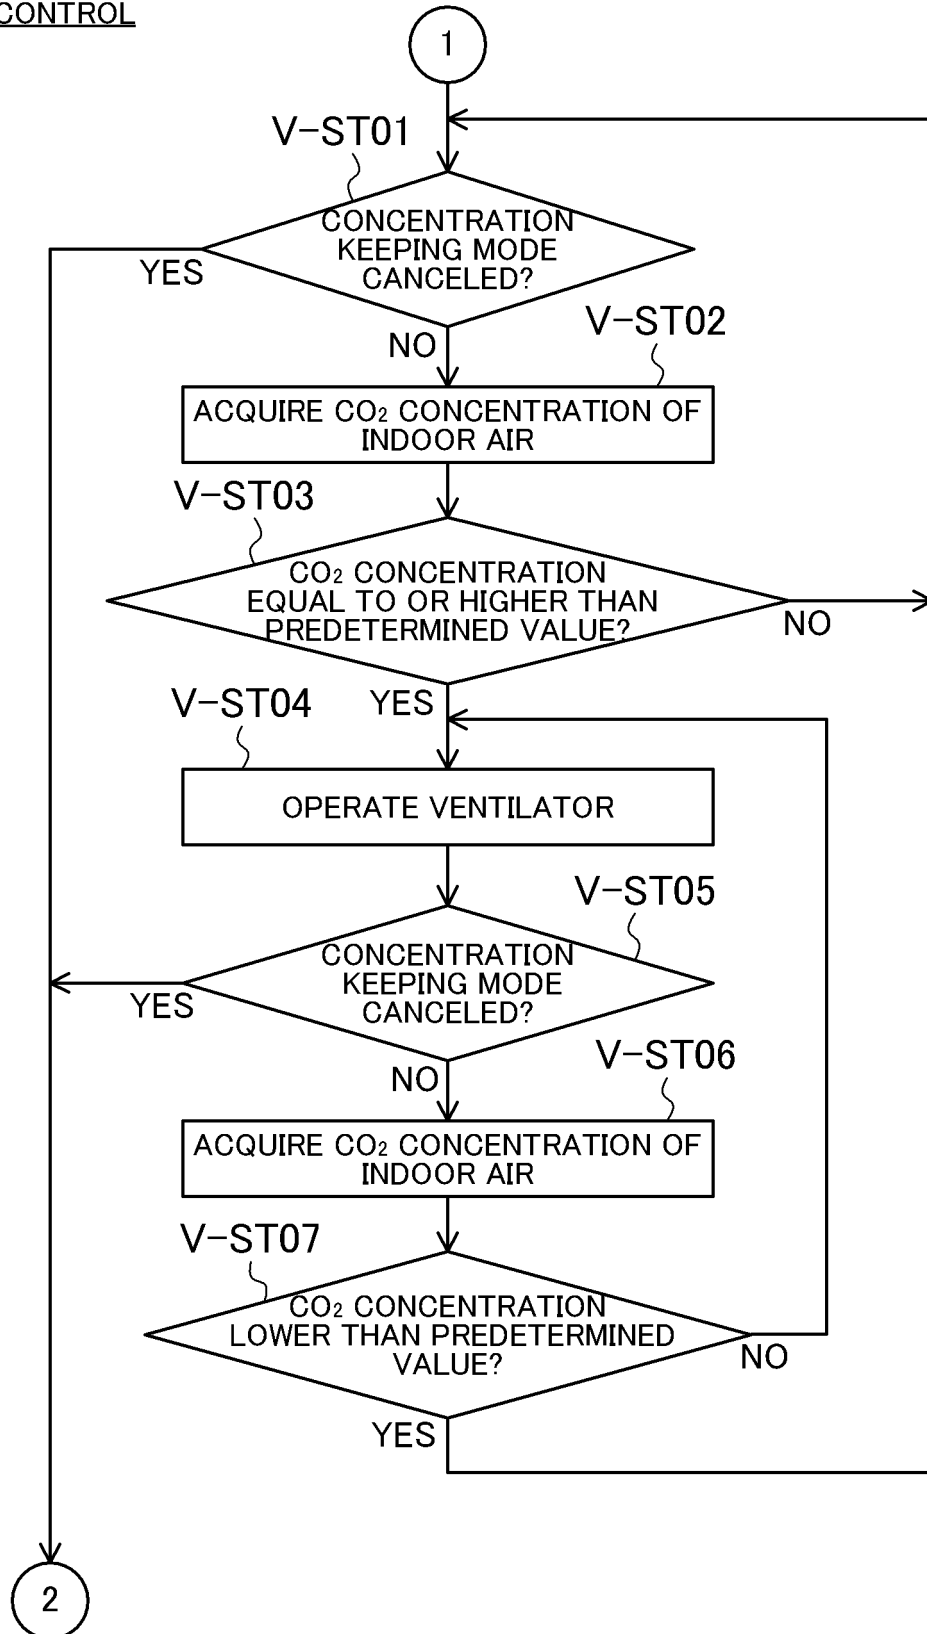 CONTROL
1
V-ST01
CONCENTRATION
KEEPING MODE
CANCELED?
YES
NO
V-ST02
ACQUIRE CO₂ CONCENTRATION OF
INDOOR AIR
V-ST03
CO₂ CONCENTRATION
EQUAL TO OR HIGHER THAN
PREDETERMINED VALUE?
NO
YES
V-ST04
OPERATE VENTILATOR
V-ST05
CONCENTRATION
KEEPING MODE
CANCELED?
YES
NO
V-ST06
ACQUIRE CO₂ CONCENTRATION OF
INDOOR AIR
V-ST07
CO₂ CONCENTRATION
LOWER THAN PREDETERMINED
VALUE?
NO
YES
2